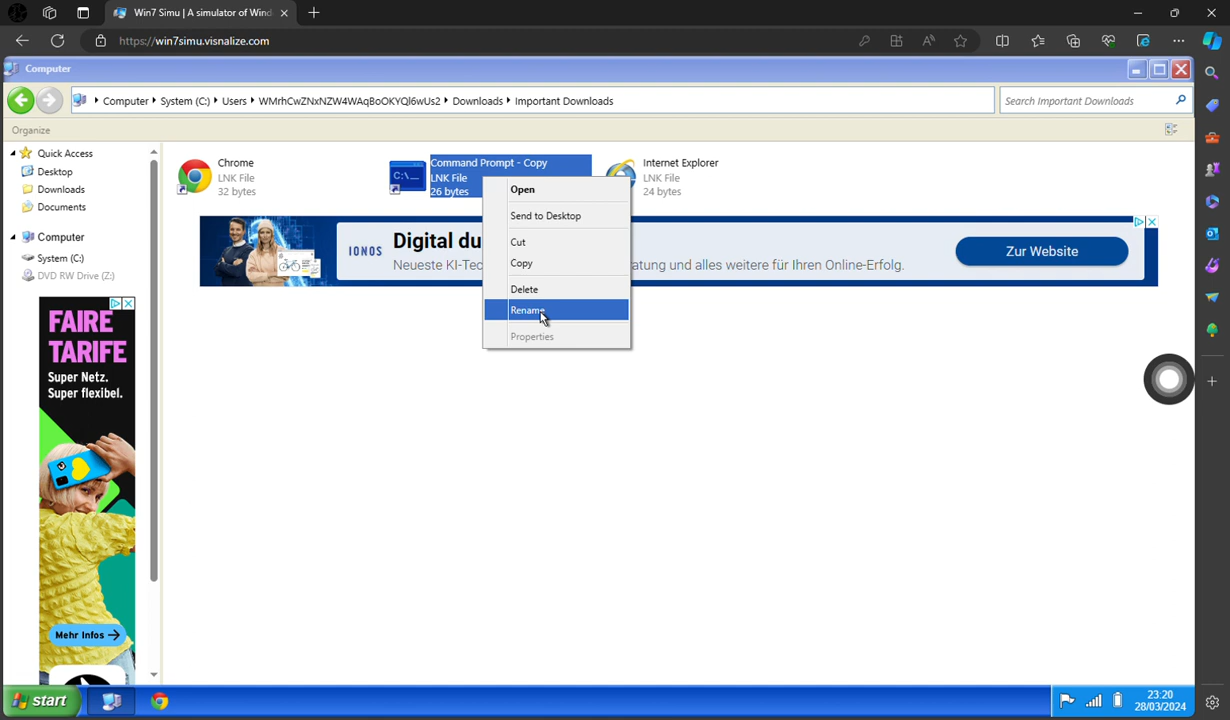 Win7 Simu | A simulator of Wind
https://win7simu.visnalize.com
Computer
Computer
System (C:)
Users
WMrhCwZNxNZW4WAqBoOKYQl6wUs2
Downloads
Important Downloads
Search Important Downloads
Organize
Quick Access
Desktop
Downloads
Documents
Computer
System (C:)
DVD RW Drive (Z:)
Chrome
LNK File
32 bytes
Command Prompt - Copy
LNK File
26 bytes
Internet Explorer
LNK File
24 bytes
Open
Send to Desktop
Cut
Copy
Delete
Rename
Properties
IONOS
Digital du
Neueste KI-Tec
atung und alles weitere für Ihren Online-Erfolg.
Zur Website
FAIRE
TARIFE
Super Netz.
Super flexibel.
Mehr Infos
start
23:20
28/03/2024